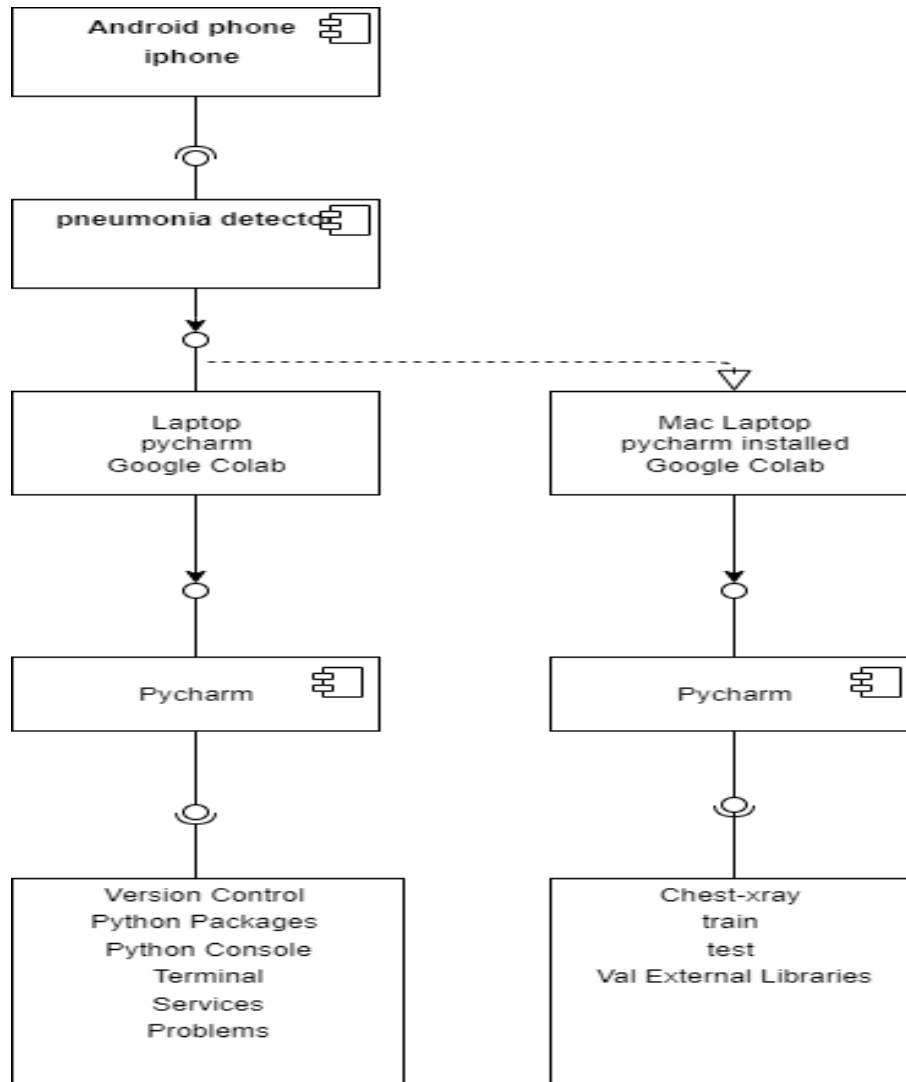 Android phone
iphone
pneumonia detecto
Laptop
pycharm
Google Colab
Mac Laptop
pycharm installed
Google Colab
Pycharm
Pycharm
Version Control
Python Packages
Python Console
Terminal
Services
Problems
Chest-xray
train
test
Val External Libraries